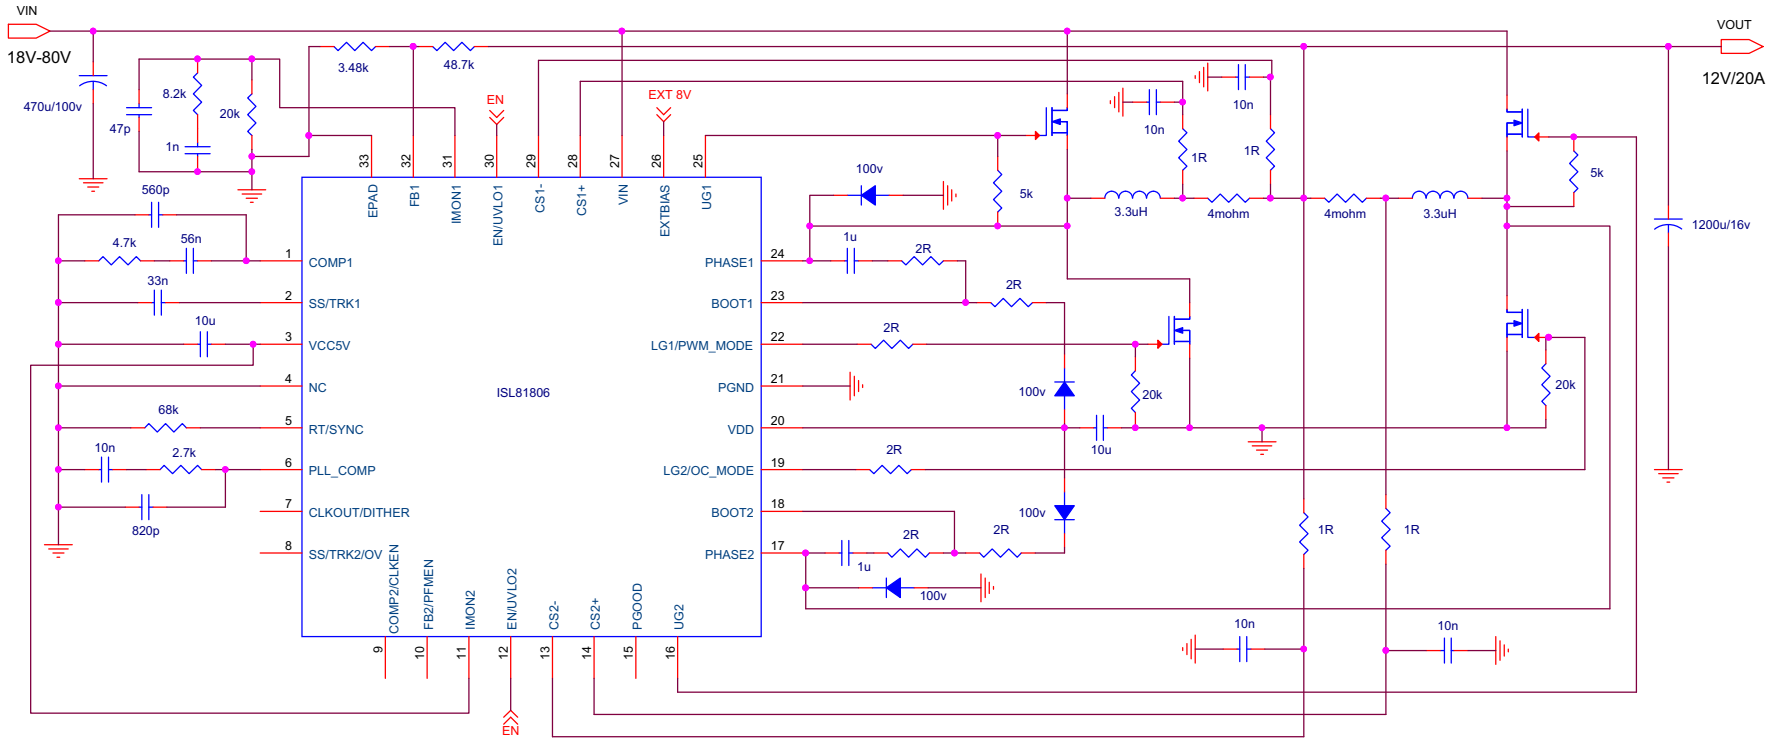 VIN
18V-80V
470u/100v
47p
8.2k
1n
20k
3.48k
48.7k
EN
EXT 8V
10n
10n
1R
1R
VOUT
12V/20A
33
32
31
30
29
28
27
26
25
EPAD
FB1
IMON1
EN/UVLO1
CS1-
CS1+
VIN
EXTBIAS
UG1
100v
5k
3.3uH
4mohm
4mohm
3.3uH
5k
1200u/16v
560p
4.7k
56n
33n
10u
68k
10n
2.7k
820p
1
COMP1
2
SS/TRK1
3
VCC5V
4
NC
5
RT/SYNC
6
PLL_COMP
7
CLKOUT/DITHER
8
SS/TRK2/OV
ISL81806
PHASE1
24
BOOT1
23
LG1/PWM_MODE
22
PGND
21
VDD
20
LG2/OC_MODE
19
BOOT2
18
PHASE2
17
1u
2R
2R
2R
100v
20k
10u
20k
2R
100v
2R
2R
1u
100v
1R
1R
10n
10n
COMP2/CLKEN
FB2/PFMEN
IMON2
EN/UVLO2
CS2-
CS2+
PGOOD
UG2
9
10
11
12
13
14
15
16
EN